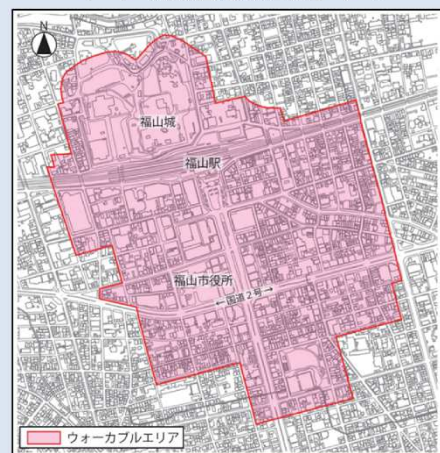 N
福山城
福山駅
福山市役所
←国道2号→
ウォーカブルエリア